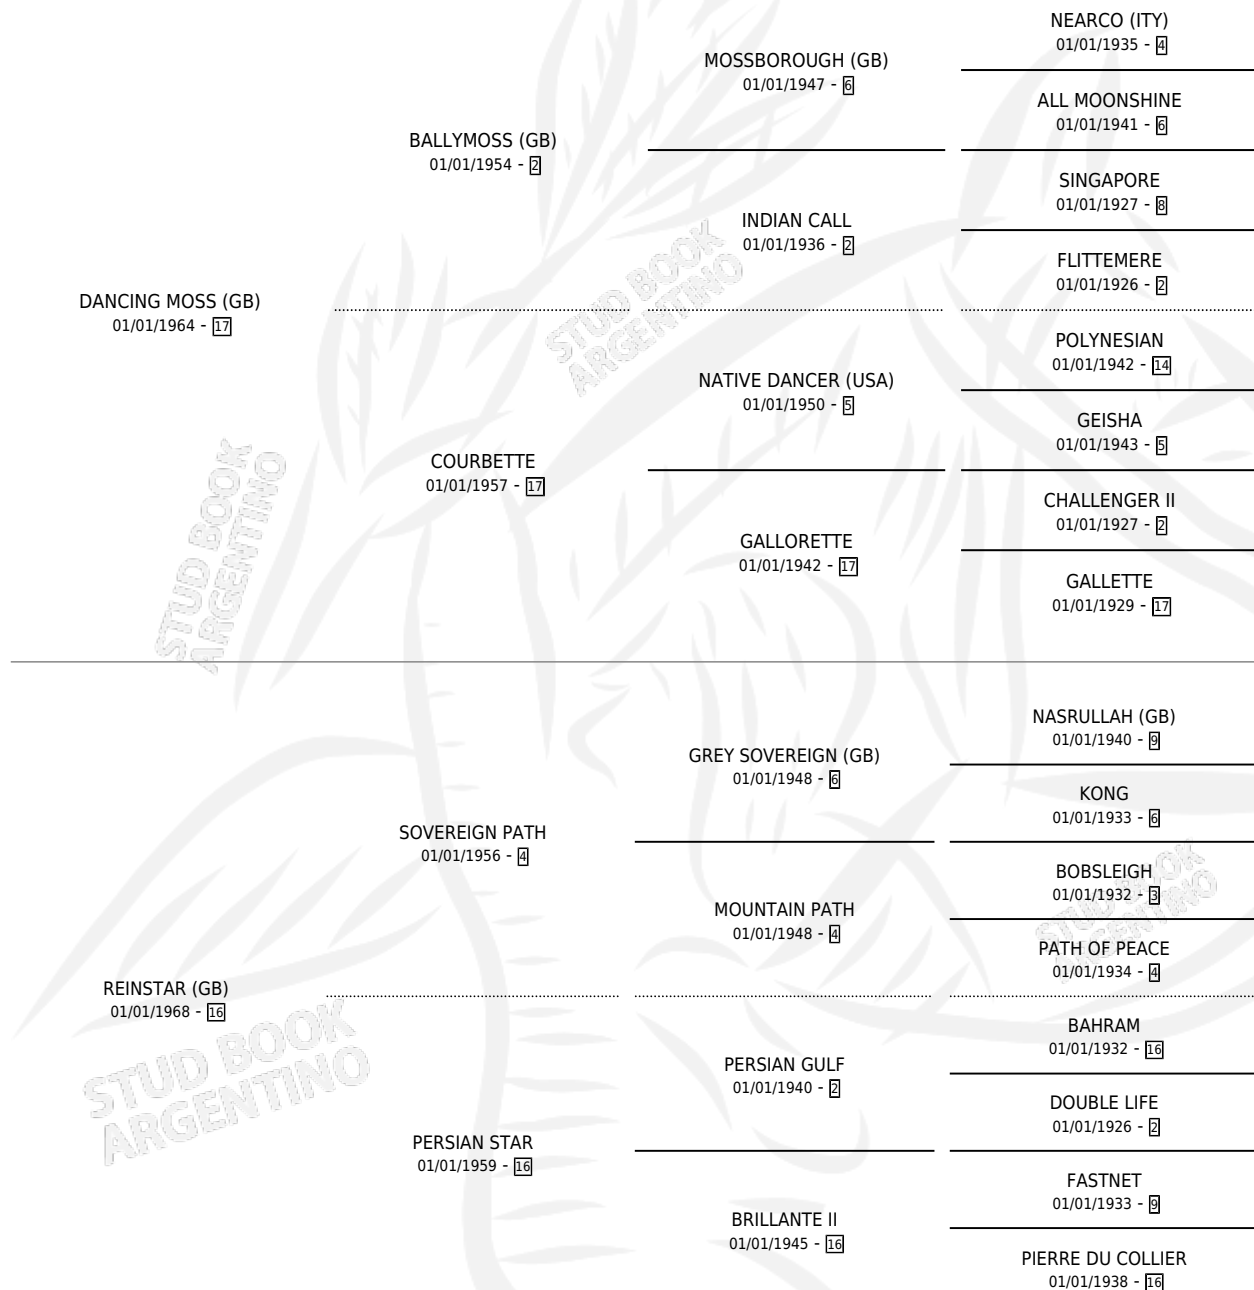 NEARCO (ITY)
01/01/1935 - 4
MOSSBOROUGH (GB)
01/01/1947 - 6
ALL MOONSHINE
01/01/1941 - 6
BALLYMOSS (GB)
01/01/1954 - 2
SINGAPORE
01/01/1927 - 8
INDIAN CALL
01/01/1936 - 2
FLITTEMERE
01/01/1926 - 2
DANCING MOSS (GB)
01/01/1964 - 17
POLYNESIAN
01/01/1942 - 14
NATIVE DANCER (USA)
01/01/1950 - 5
GEISHA
01/01/1943 - 5
COURBETTE
01/01/1957 - 17
CHALLENGER II
01/01/1927 - 2
GALLORETTE
01/01/1942 - 17
GALLETTE
01/01/1929 - 17
NASRULLAH (GB)
01/01/1940 - 9
GREY SOVEREIGN (GB)
01/01/1948 - 6
KONG
01/01/1933 - 6
SOVEREIGN PATH
01/01/1956 - 4
BOBSLEIGH
01/01/1932 - 3
MOUNTAIN PATH
01/01/1948 - 4
PATH OF PEACE
01/01/1934 - 4
REINSTAR (GB)
01/01/1968 - 16
BAHRAM
01/01/1932 - 16
PERSIAN GULF
01/01/1940 - 2
DOUBLE LIFE
01/01/1926 - 2
PERSIAN STAR
01/01/1959 - 16
FASTNET
01/01/1933 - 9
BRILLANTE II
01/01/1945 - 16
PIERRE DU COLLIER
01/01/1938 - 16
STUD BOOK
ARGENTINO
STUD BOOK
ARGENTINO
STUD BOOK
ARGENTINO
STUD BOOK
ARGENTINO